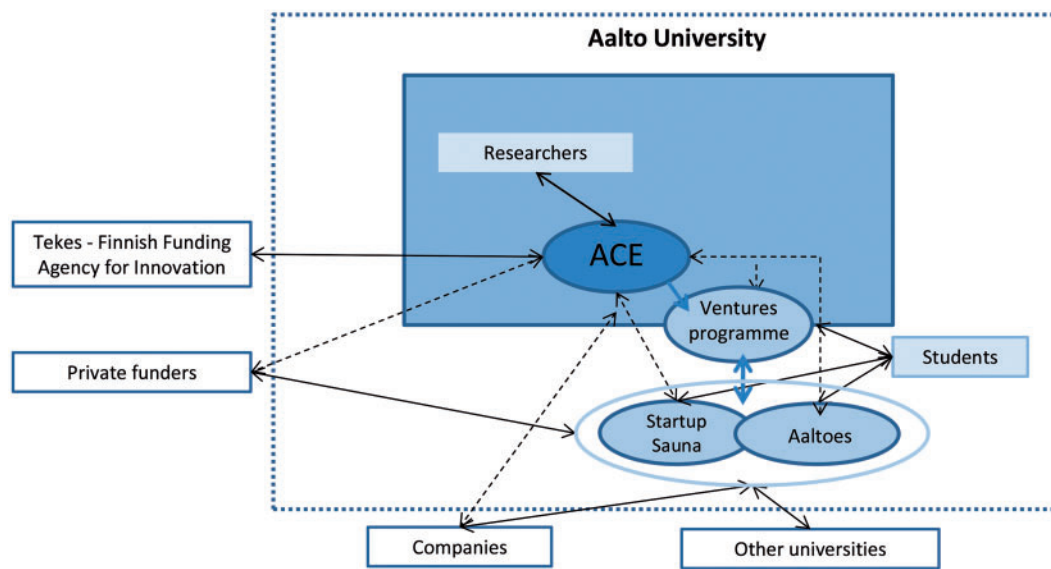 Aalto University
Researchers
Tekes - Finnish Funding
Agency for Innovation
ACE
Ventures
programme
Private funders
Students
Startup
Sauna
Aaltoes
Companies
Other universities